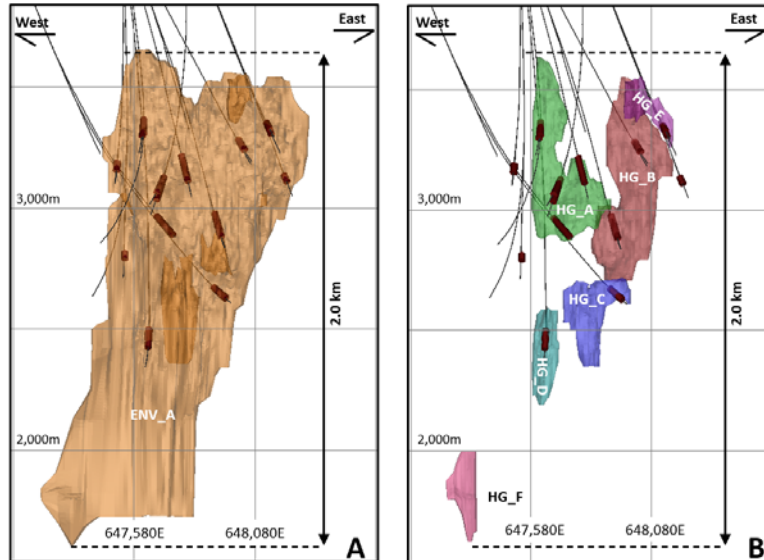 West
East
3,000m
2.0 km
ENV_A
2,000m
647,580E
648,080E
A
West
East
HG_E
HG_B
3,000m
HG_A
HG_C
2.0 km
HG_D
2,000m
HG_F
647,580E
648,080E
B